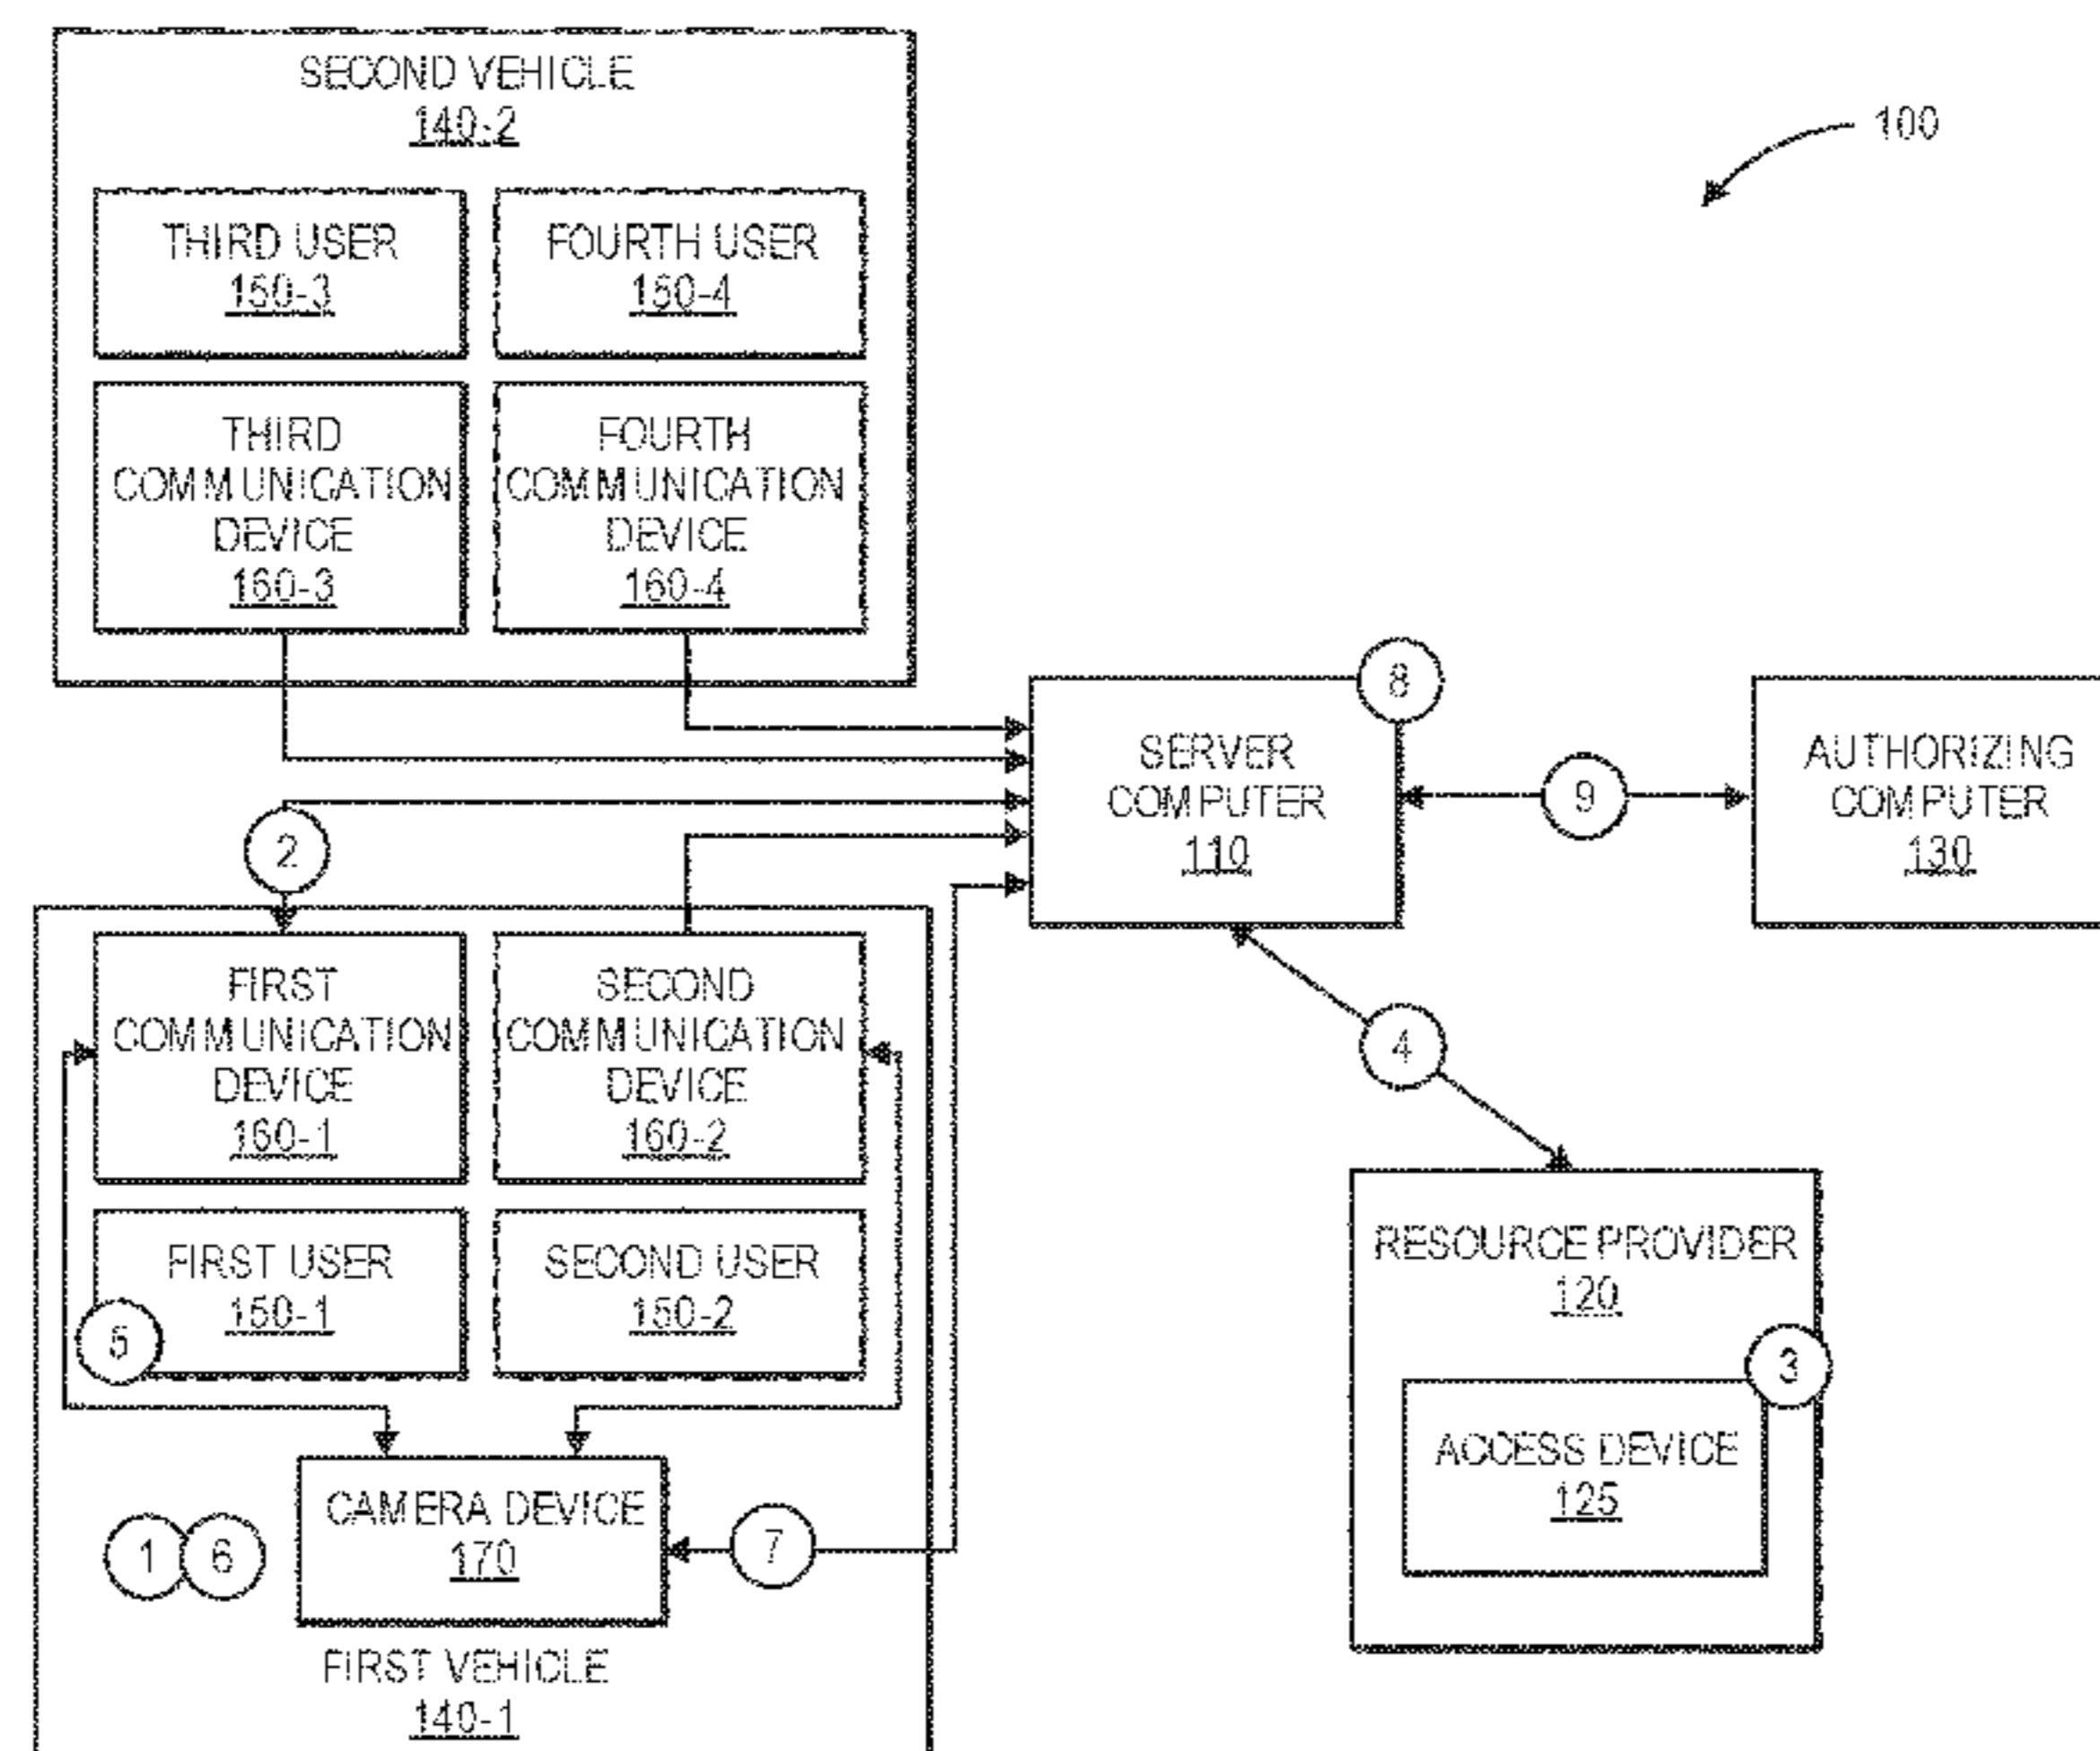 SECOND VEHICLE
140-2
100
THIRD USER
150-3
FOURTH USER
150-4
THIRD
COMMUNICATION
DEVICE
160-3
FOURTH
COMMUNICATION
DEVICE
160-4
8
SERVER
COMPUTER
110
9
AUTHORIZING
COMPUTER
130
2
FIRST
COMMUNICATION
DEVICE
160-1
SECOND
COMMUNICATION
DEVICE
160-2
4
FIRST USER
150-1
5
SECOND USER
150-2
RESOURCE PROVIDER
120
3
ACCESS DEVICE
125
1
6
CAMERA DEVICE
170
7
FIRST VEHICLE
140-1